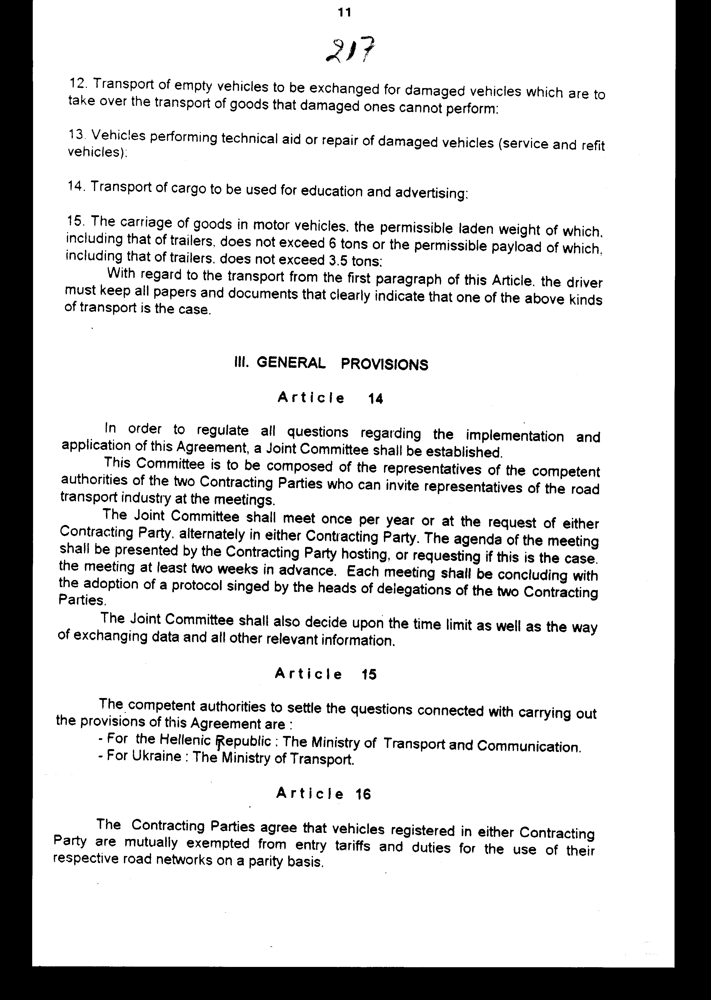 11
217
12. Transport of empty vehicles to be exchanged for damaged vehicles which are to
take over the transport of goods that damaged ones cannot perform:
13. Vehicles performing technical aid or repair of damaged vehicles (service and refit
vehicles);
14. Transport of cargo to be used for education and advertising;
15. The carriage of goods in motor vehicles, the permissible laden weight of which,
including that of trailers, does not exceed 6 tons or the permissible payload of which,
including that of trailers, does not exceed 3.5 tons;
With regard to the transport from the first paragraph of this Article, the driver
must keep all papers and documents that clearly indicate that one of the above kinds
of transport is the case.
III. GENERAL PROVISIONS
Article 14
In order to regulate all questions regarding the implementation and
application of this Agreement, a Joint Committee shall be established.
This Committee is to be composed of the representatives of the competent
authorities of the two Contracting Parties who can invite representatives of the road
transport industry at the meetings.
The Joint Committee shall meet once per year or at the request of either
Contracting Party, alternately in either Contracting Party. The agenda of the meeting
shall be presented by the Contracting Party hosting, or requesting if this is the case,
the meeting at least two weeks in advance. Each meeting shall be concluding with
the adoption of a protocol singed by the heads of delegations of the two Contracting
Parties.
The Joint Committee shall also decide upon the time limit as well as the way
of exchanging data and all other relevant information.
Article 15
The competent authorities to settle the questions connected with carrying out
the provisions of this Agreement are :
- For the Hellenic Republic : The Ministry of Transport and Communication.
- For Ukraine : The Ministry of Transport.
Article 16
The Contracting Parties agree that vehicles registered in either Contracting
Party are mutually exempted from entry tariffs and duties for the use of their
respective road networks on a parity basis.